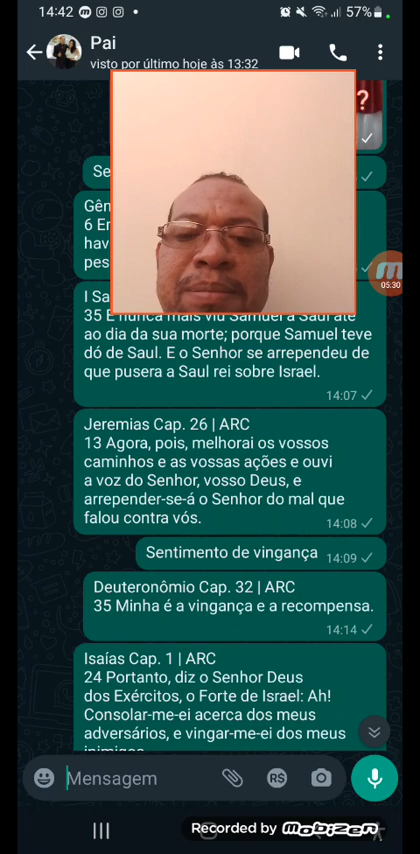 14:42
57%
Pai
visto por último hoje às 13:32
?
Se
Gên
6 E
hav
pes
05:30
I Sa
35 E nunca mais viu Samuel a Saul até
ao dia da sua morte; porque Samuel teve
dó de Saul. E o Senhor se arrependeu de
que pusera a Saul rei sobre Israel.
14:07
Jeremias Cap. 26 | ARC
13 Agora, pois, melhorai os vossos
caminhos e as vossas ações e ouvi
a voz do Senhor, vosso Deus, e
arrepender-se-á o Senhor do mal que
falou contra vós.
14:08
Sentimento de vingança 14:09
Deuteronômio Cap. 32 | ARC
35 Minha é a vingança e a recompensa.
14:14
Isaías Cap. 1 | ARC
24 Portanto, diz o Senhor Deus
dos Exércitos, o Forte de Israel: Ah!
Consolar-me-ei acerca dos meus
adversários, e vingar-me-ei dos meus
inimigos
Mensagem
R$
Recorded by mobizen